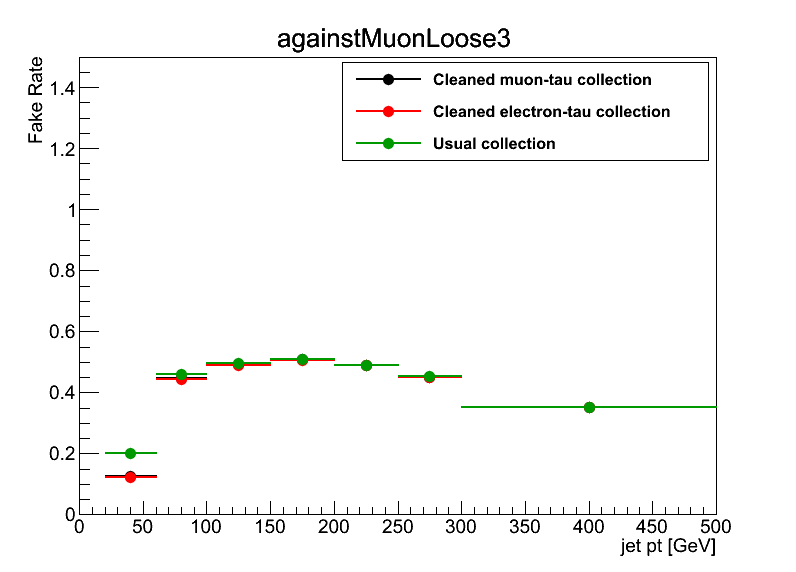 againstMuonLoose3
Fake Rate
Cleaned muon-tau collection
Cleaned electron-tau collection
Usual collection
1.4
1.2
1
0.8
0.6
0.4
0.2
0
0 50 100 150 200 250 300 350 400 450 500
jet pt [GeV]